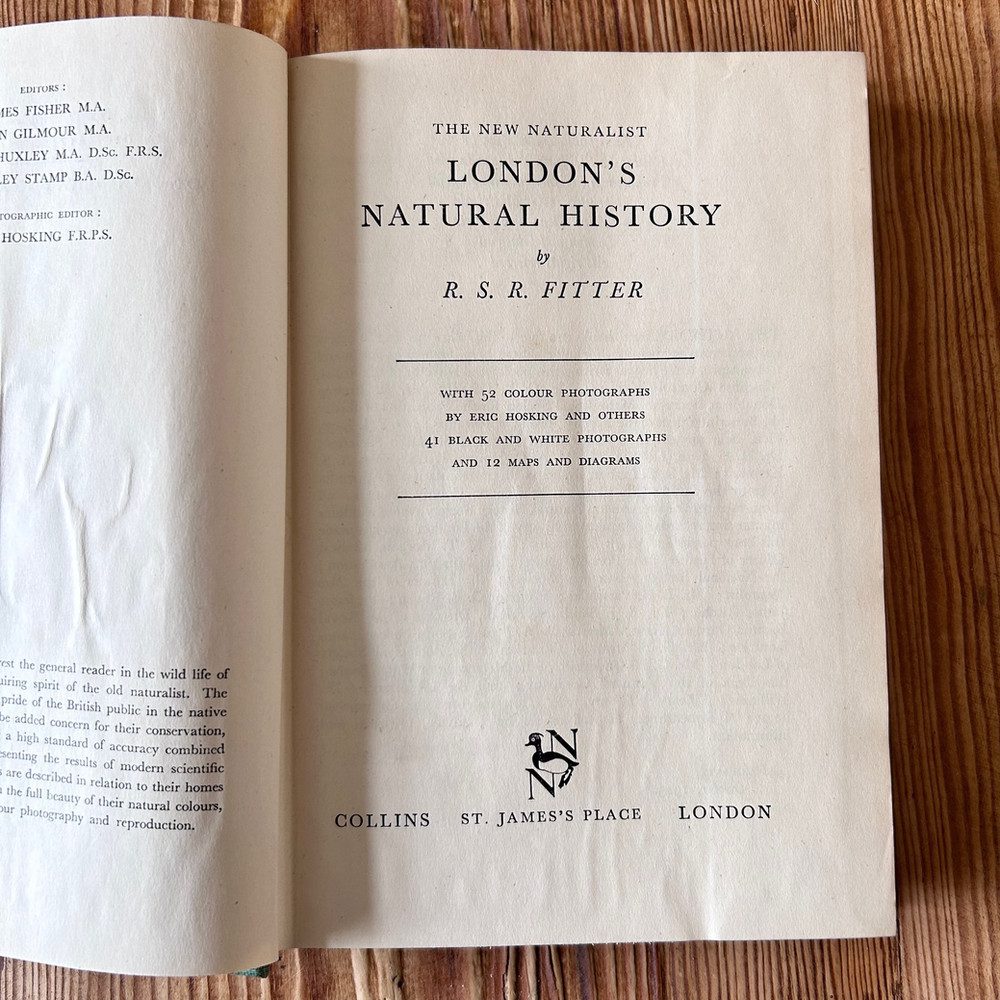 EDITORS :
MES FISHER M.A.
N GILMOUR M.A.
HUXLEY M.A. D.Sc. F.R.S.
LEY STAMP B.A. D.Sc.
TOGRAPHIC EDITOR :
HOSKING F.R.P.S.
est the general reader in the wild life of
uiring spirit of the old naturalist. The
pride of the British public in the native
be added concern for their conservation,
a high standard of accuracy combined
esenting the results of modern scientific
s are described in relation to their homes
the full beauty of their natural colours,
our photography and reproduction.
THE NEW NATURALIST
LONDON'S
NATURAL HISTORY
by
R. S. R. FITTER
WITH 52 COLOUR PHOTOGRAPHS
BY ERIC HOSKING AND OTHERS
41 BLACK AND WHITE PHOTOGRAPHS
AND 12 MAPS AND DIAGRAMS
N N
COLLINS ST. JAMES'S PLACE LONDON